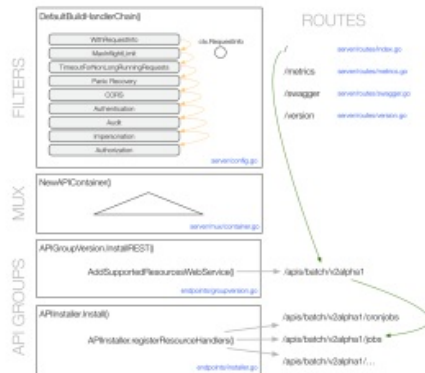 ROUTES
FILTERS
DefaultBuildHandlerChain()
WithRequestInfo
MaxInFlightLimit
TimeoutForNonLongRunningRequests
Panic Recovery
CORS
Authentication
Audit
Impersonation
Authorization
ctx.RequestInfo
server/config.go
/
server/routes/index.go
/metrics
server/routes/metrics.go
/swagger
server/routes/swagger.go
/version
server/routes/version.go
MUX
NewAPIContainer()
server/mux/container.go
API GROUPS
APIGroupVersion.InstallREST()
AddSupportedResourcesWebService()
endpoints/groupversion.go
/apis/batch/v2alpha1
APIInstaller.Install()
APIInstaller.registerResourceHandlers()
endpoints/installer.go
/apis/batch/v2alpha1/cronjobs
/apis/batch/v2alpha1/jobs
/apis/batch/v2alpha1/…